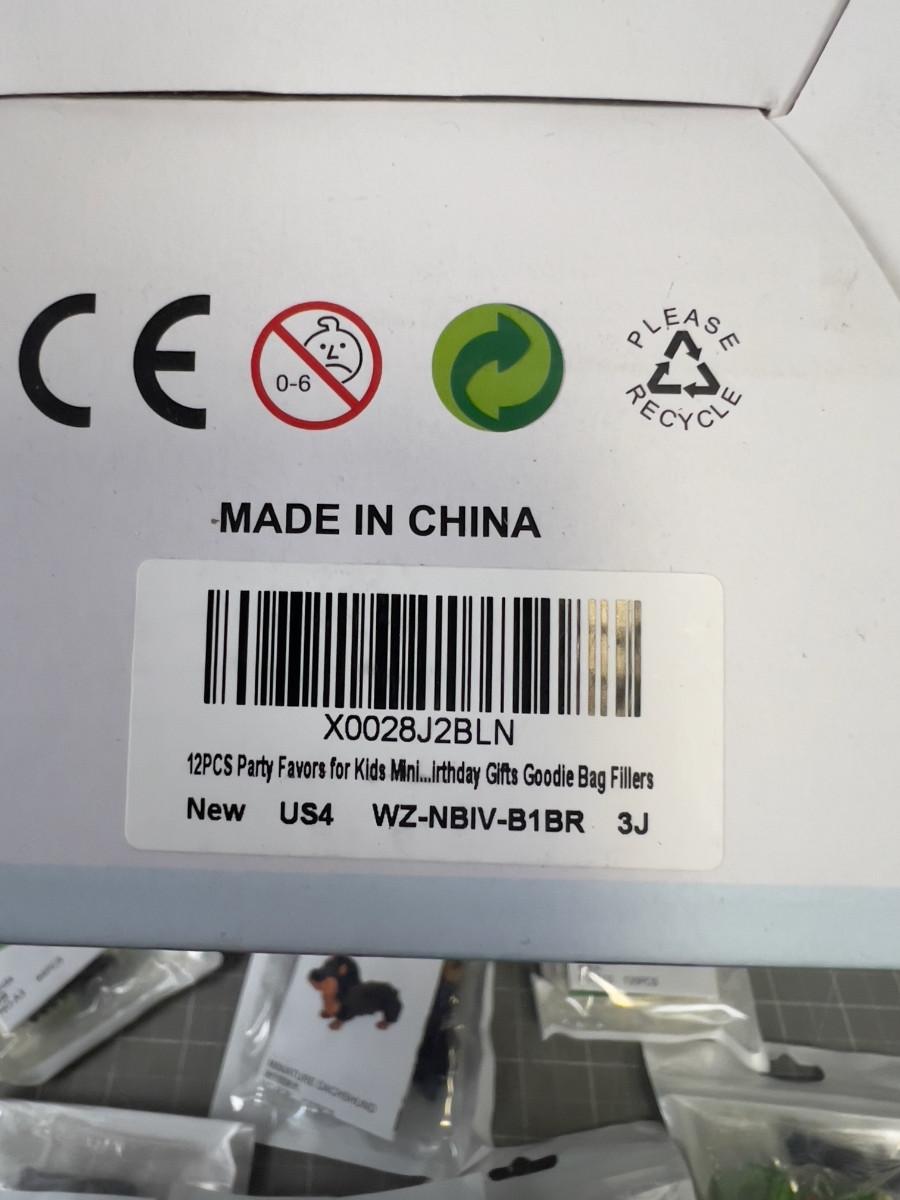 CE
0-6
PLEASE
RECYCLE
MADE IN CHINA
X0028J2BLN
12PCS Party Favors for Kids Mini...irthday Gifts Goodie Bag Fillers
New US4 WZ-NBIV-B1BR 3J
MINIATURE DACHSHUND